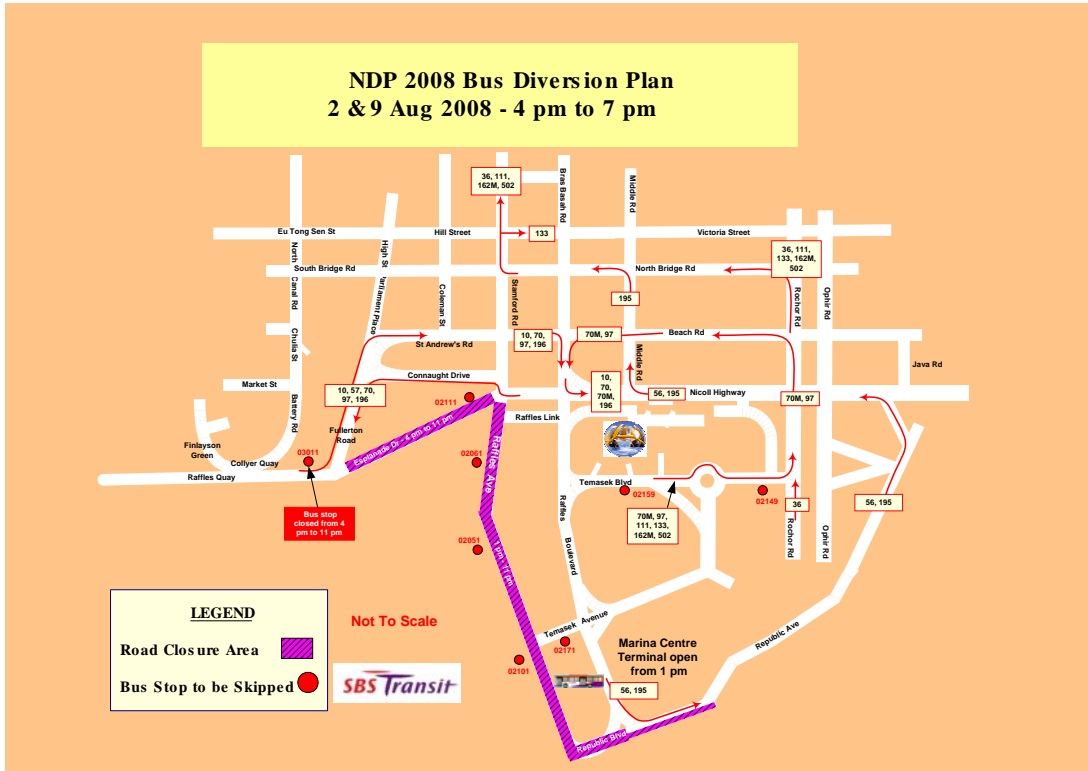 NDP 2008 Bus Diversion Plan
2 & 9 Aug 2008 - 4 pm to 7 pm
36, 111,
162M, 502
Bras Basah Rd
Middle Rd
Eu Tong Sen St
Hill Street
133
Victoria Street
High St
North Canal Rd
36, 111,
133, 162M,
502
South Bridge Rd
North Bridge Rd
Parliament Place
Coleman St
Stamford Rd
195
Rochor Rd
Ophir Rd
Chulia St
St Andrew's Rd
10, 70,
97, 196
70M, 97
Beach Rd
Middle Rd
Java Rd
Connaught Drive
Market St
Battery Rd
10, 57, 70,
97, 196
02111
10,
70,
70M,
196
56, 195
Nicoll Highway
70M, 97
Raffles Link
Fullerton
Road
Esplanade Dr - 4 pm to 11 pm
Raffles Ave
Finlayson
Green
03011
Collyer Quay
Raffles Quay
02061
Temasek Blvd
02159
02149
Bus stop
closed from 4
pm to 11 pm
70M, 97,
111, 133,
162M, 502
36
56, 195
Raffles
Boulevard
Rochor Rd
Ophir Rd
02051
LEGEND
Road Closure Area
Bus Stop to be Skipped
Not To Scale
SBS Transit
Temasek Avenue
02171
02101
Marina Centre
Terminal open
from 1 pm
Republic Ave
56, 195
Republic Blvd